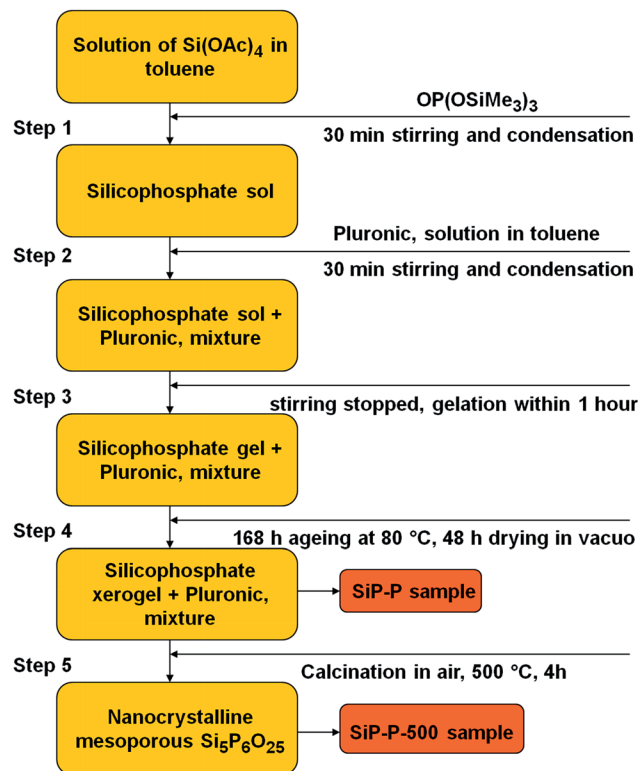 Solution of Si(OAc)4 in
toluene
OP(OSiMe3)3
Step 1
30 min stirring and condensation
Silicophosphate sol
Pluronic, solution in toluene
Step 2
30 min stirring and condensation
Silicophosphate sol +
Pluronic, mixture
Step 3
stirring stopped, gelation within 1 hour
Silicophosphate gel +
Pluronic, mixture
Step 4
168 h ageing at 80 °C, 48 h drying in vacuo
Silicophosphate
xerogel + Pluronic,
mixture
SiP-P sample
Step 5
Calcination in air, 500 °C, 4h
Nanocrystalline
mesoporous Si5P6O25
SiP-P-500 sample